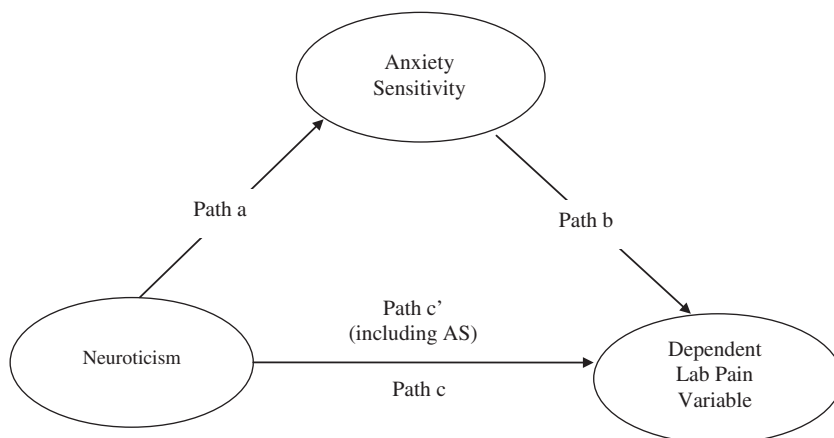 Anxiety
Sensitivity
Path a
Path b
Path c’
(including AS)
Neuroticism
Path c
Dependent
Lab Pain
Variable